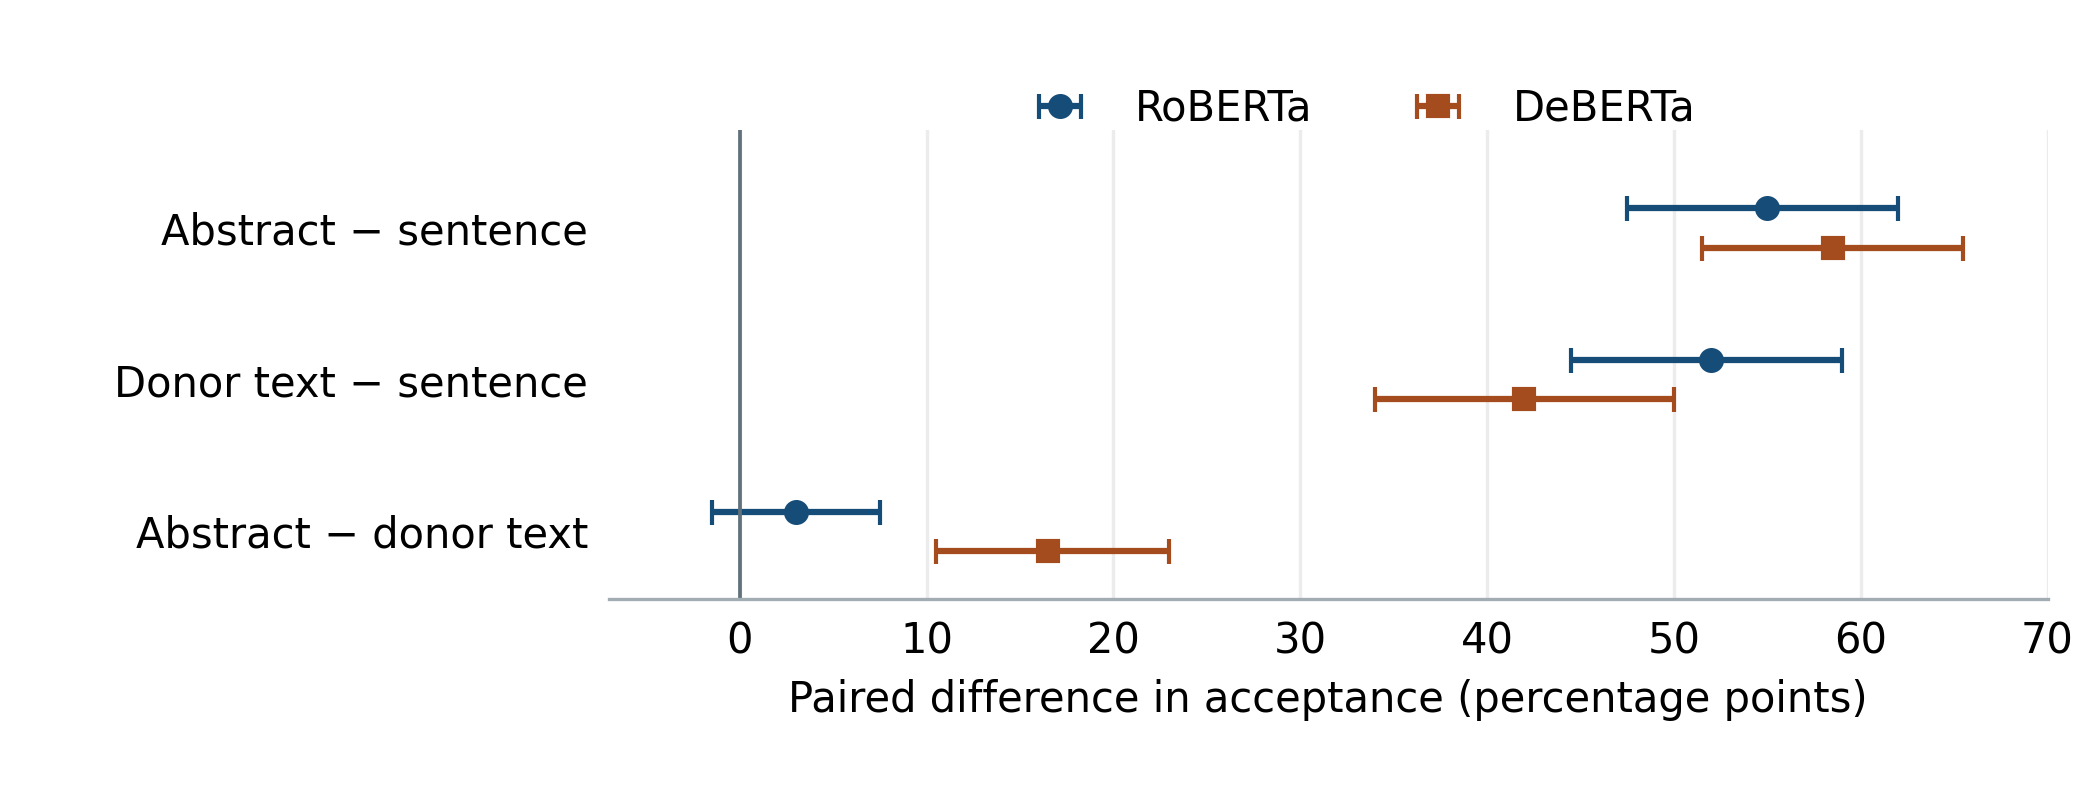 RoBERTa DeBERTa
Abstract − sentence
Donor text − sentence
Abstract − donor text
0 10 20 30 40 50 60 70
Paired difference in acceptance (percentage points)